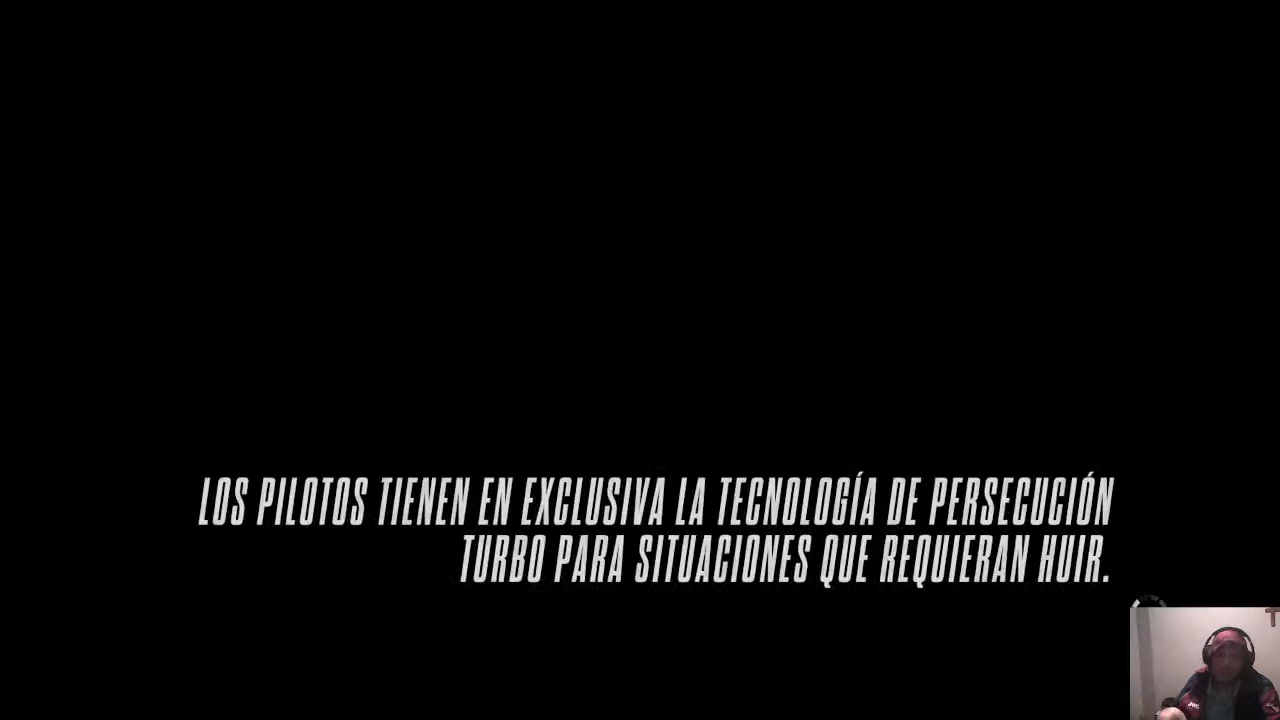 LOS PILOTOS TIENEN EN EXCLUSIVA LA TECNOLOGÍA DE PERSECUCIÓN
TURBO PARA SITUACIONES QUE REQUIERAN HUIR.